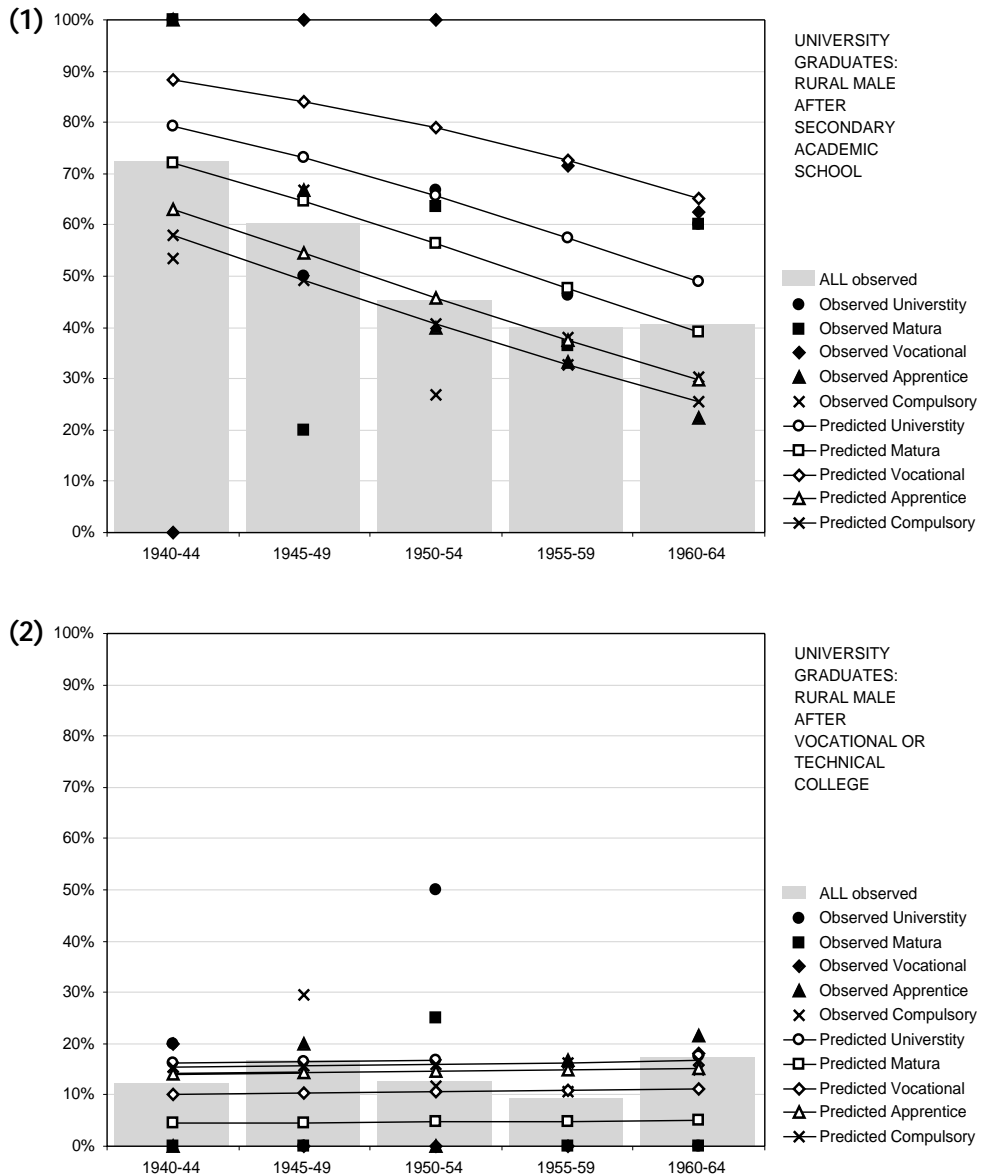 (1)
100%
90%
80%
70%
60%
50%
40%
30%
20%
10%
0%
1940-44 1945-49 1950-54 1955-59 1960-64
UNIVERSITY
GRADUATES:
RURAL MALE
AFTER
SECONDARY
ACADEMIC
SCHOOL
ALL observed
Observed Universtity
Observed Matura
Observed Vocational
Observed Apprentice
Observed Compulsory
Predicted Universtity
Predicted Matura
Predicted Vocational
Predicted Apprentice
Predicted Compulsory
(2)
100%
90%
80%
70%
60%
50%
40%
30%
20%
10%
0%
1940-44 1945-49 1950-54 1955-59 1960-64
UNIVERSITY
GRADUATES:
RURAL MALE
AFTER
VOCATIONAL OR
TECHNICAL
COLLEGE
ALL observed
Observed Universtity
Observed Matura
Observed Vocational
Observed Apprentice
Observed Compulsory
Predicted Universtity
Predicted Matura
Predicted Vocational
Predicted Apprentice
Predicted Compulsory